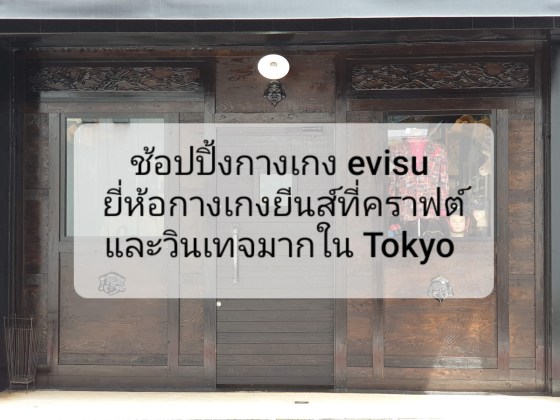 ช้อปปิ้งกางเกง evisu
ยี่ห้อกางเกงยีนส์ที่คราฟต์
และวินเทจมากใน Tokyo